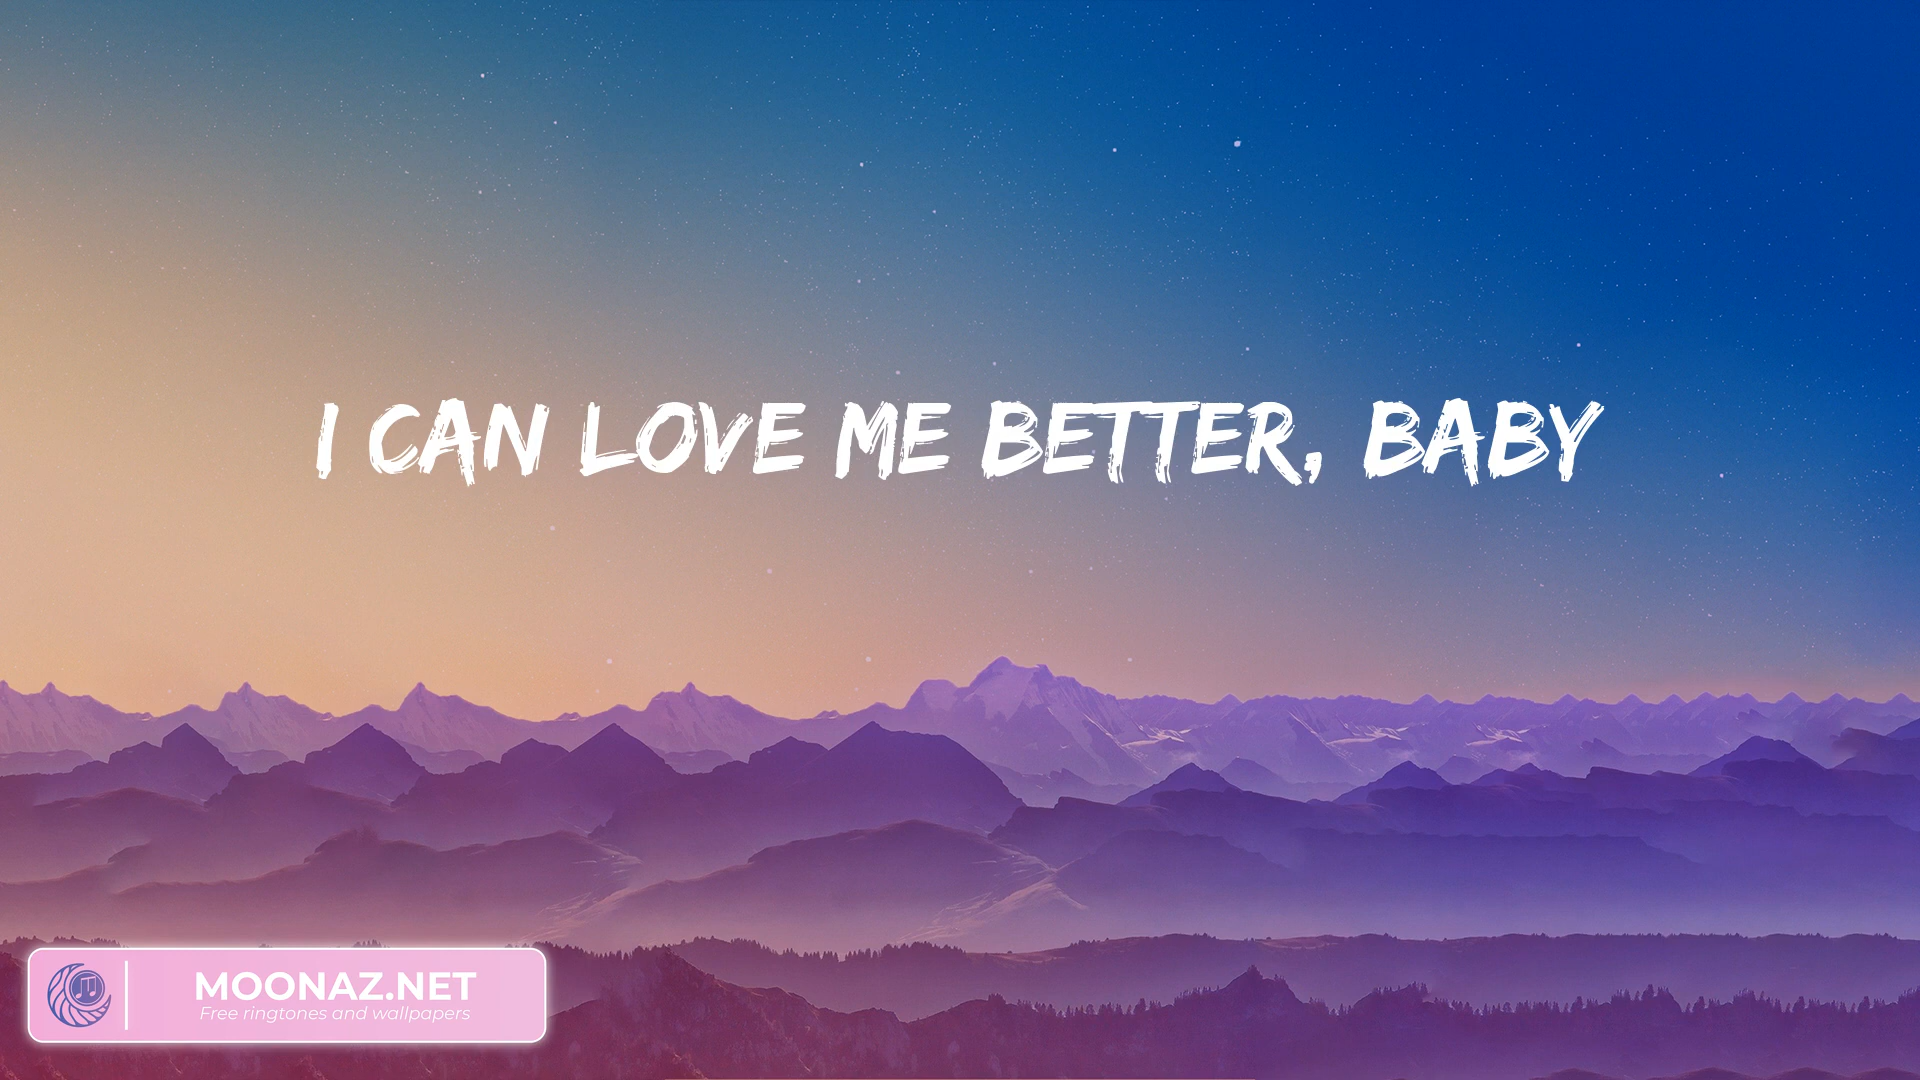 I CAN LOVE ME BETTER, BABY
MOONAZ.NET
Free ringtones and wallpapers